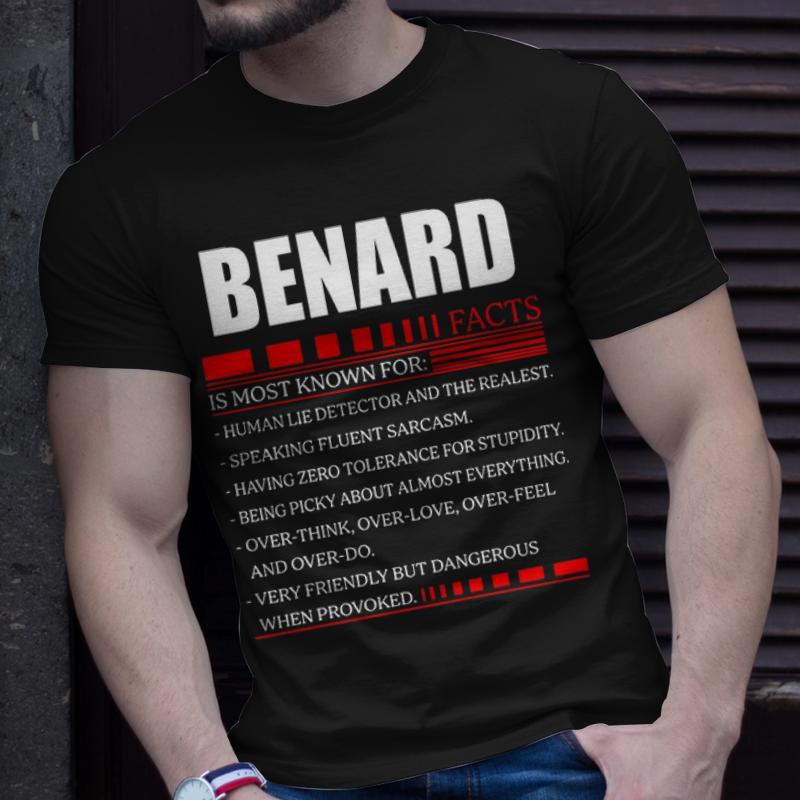 BENARD
FACTS
IS MOST KNOWN FOR:
- HUMAN LIE DETECTOR AND THE REALEST.
- SPEAKING FLUENT SARCASM.
- HAVING ZERO TOLERANCE FOR STUPIDITY.
- BEING PICKY ABOUT ALMOST EVERYTHING.
- OVER-THINK, OVER-LOVE, OVER-FEEL
AND OVER-DO.
- VERY FRIENDLY BUT DANGEROUS
WHEN PROVOKED.